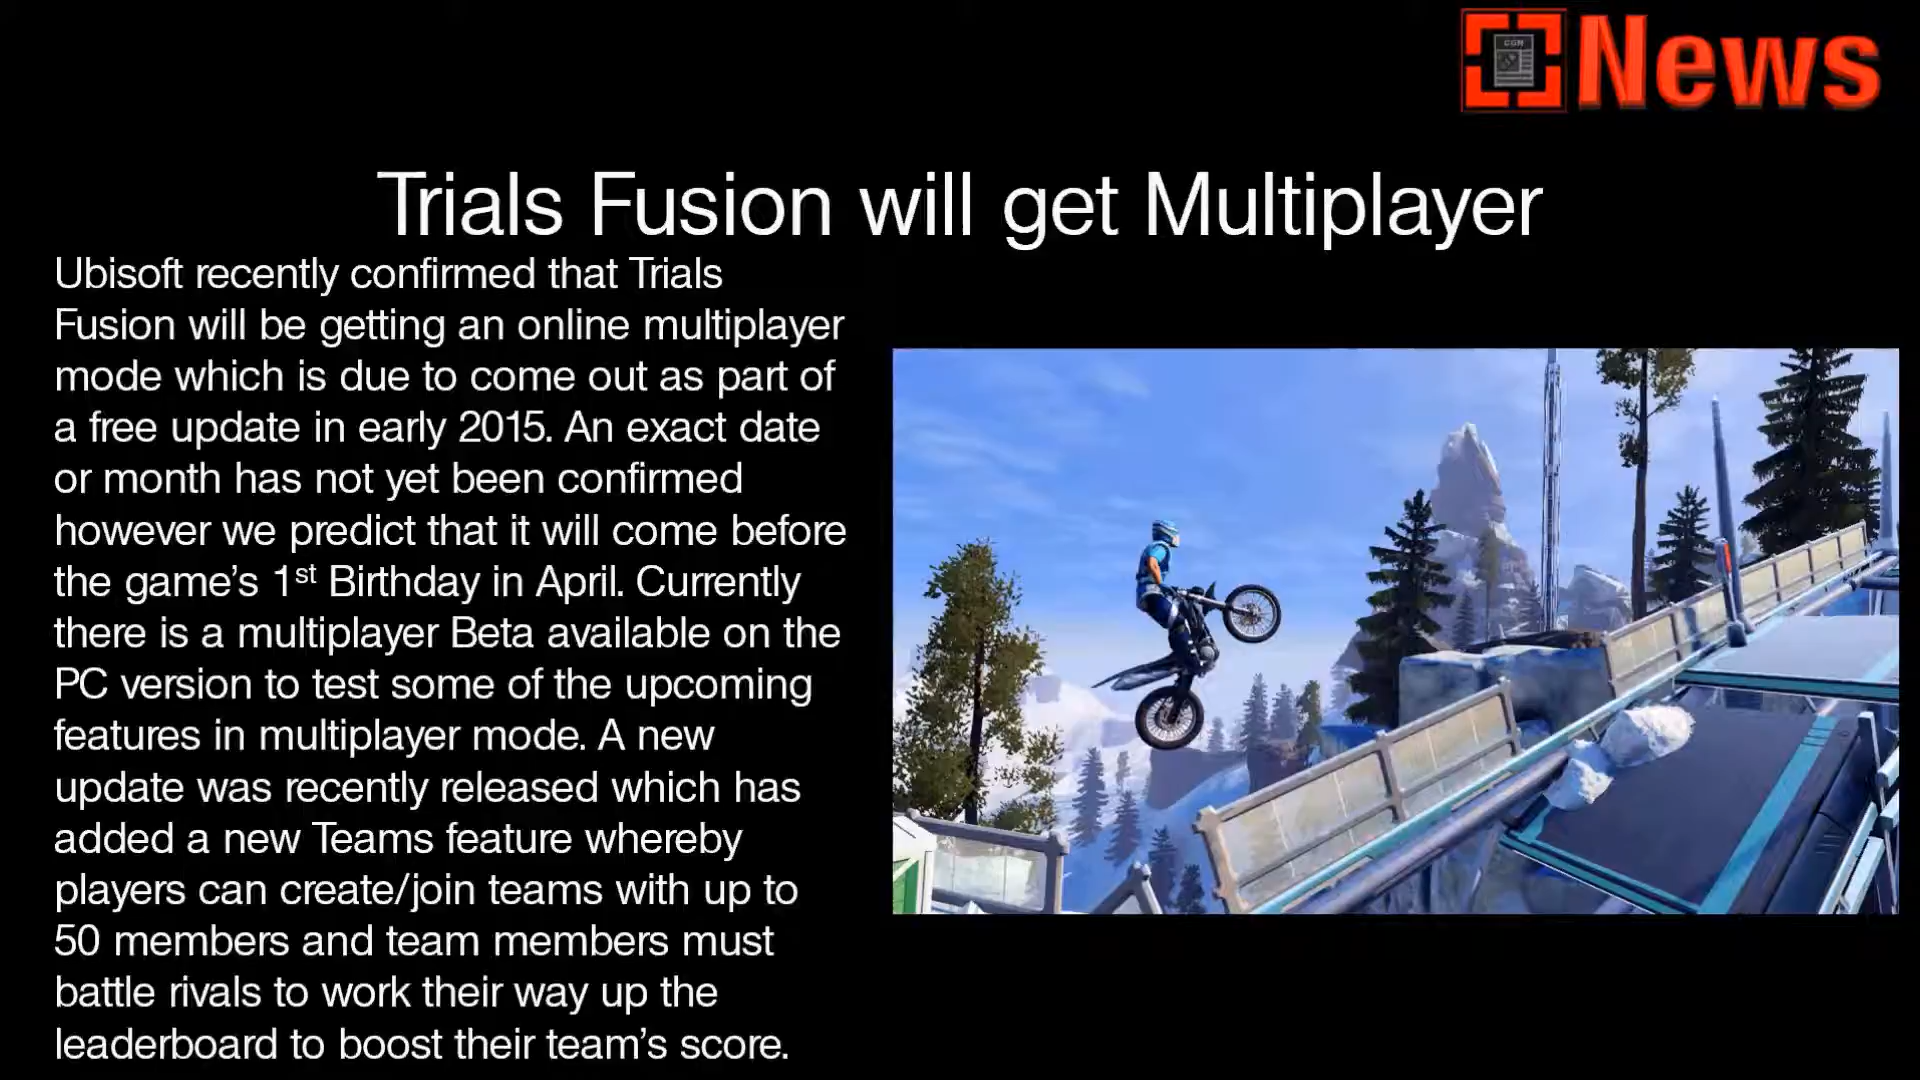 CGM
News
Trials Fusion will get Multiplayer
Ubisoft recently confirmed that Trials
Fusion will be getting an online multiplayer
mode which is due to come out as part of
a free update in early 2015. An exact date
or month has not yet been confirmed
however we predict that it will come before
the game’s 1st Birthday in April. Currently
there is a multiplayer Beta available on the
PC version to test some of the upcoming
features in multiplayer mode. A new
update was recently released which has
added a new Teams feature whereby
players can create/join teams with up to
50 members and team members must
battle rivals to work their way up the
leaderboard to boost their team’s score.